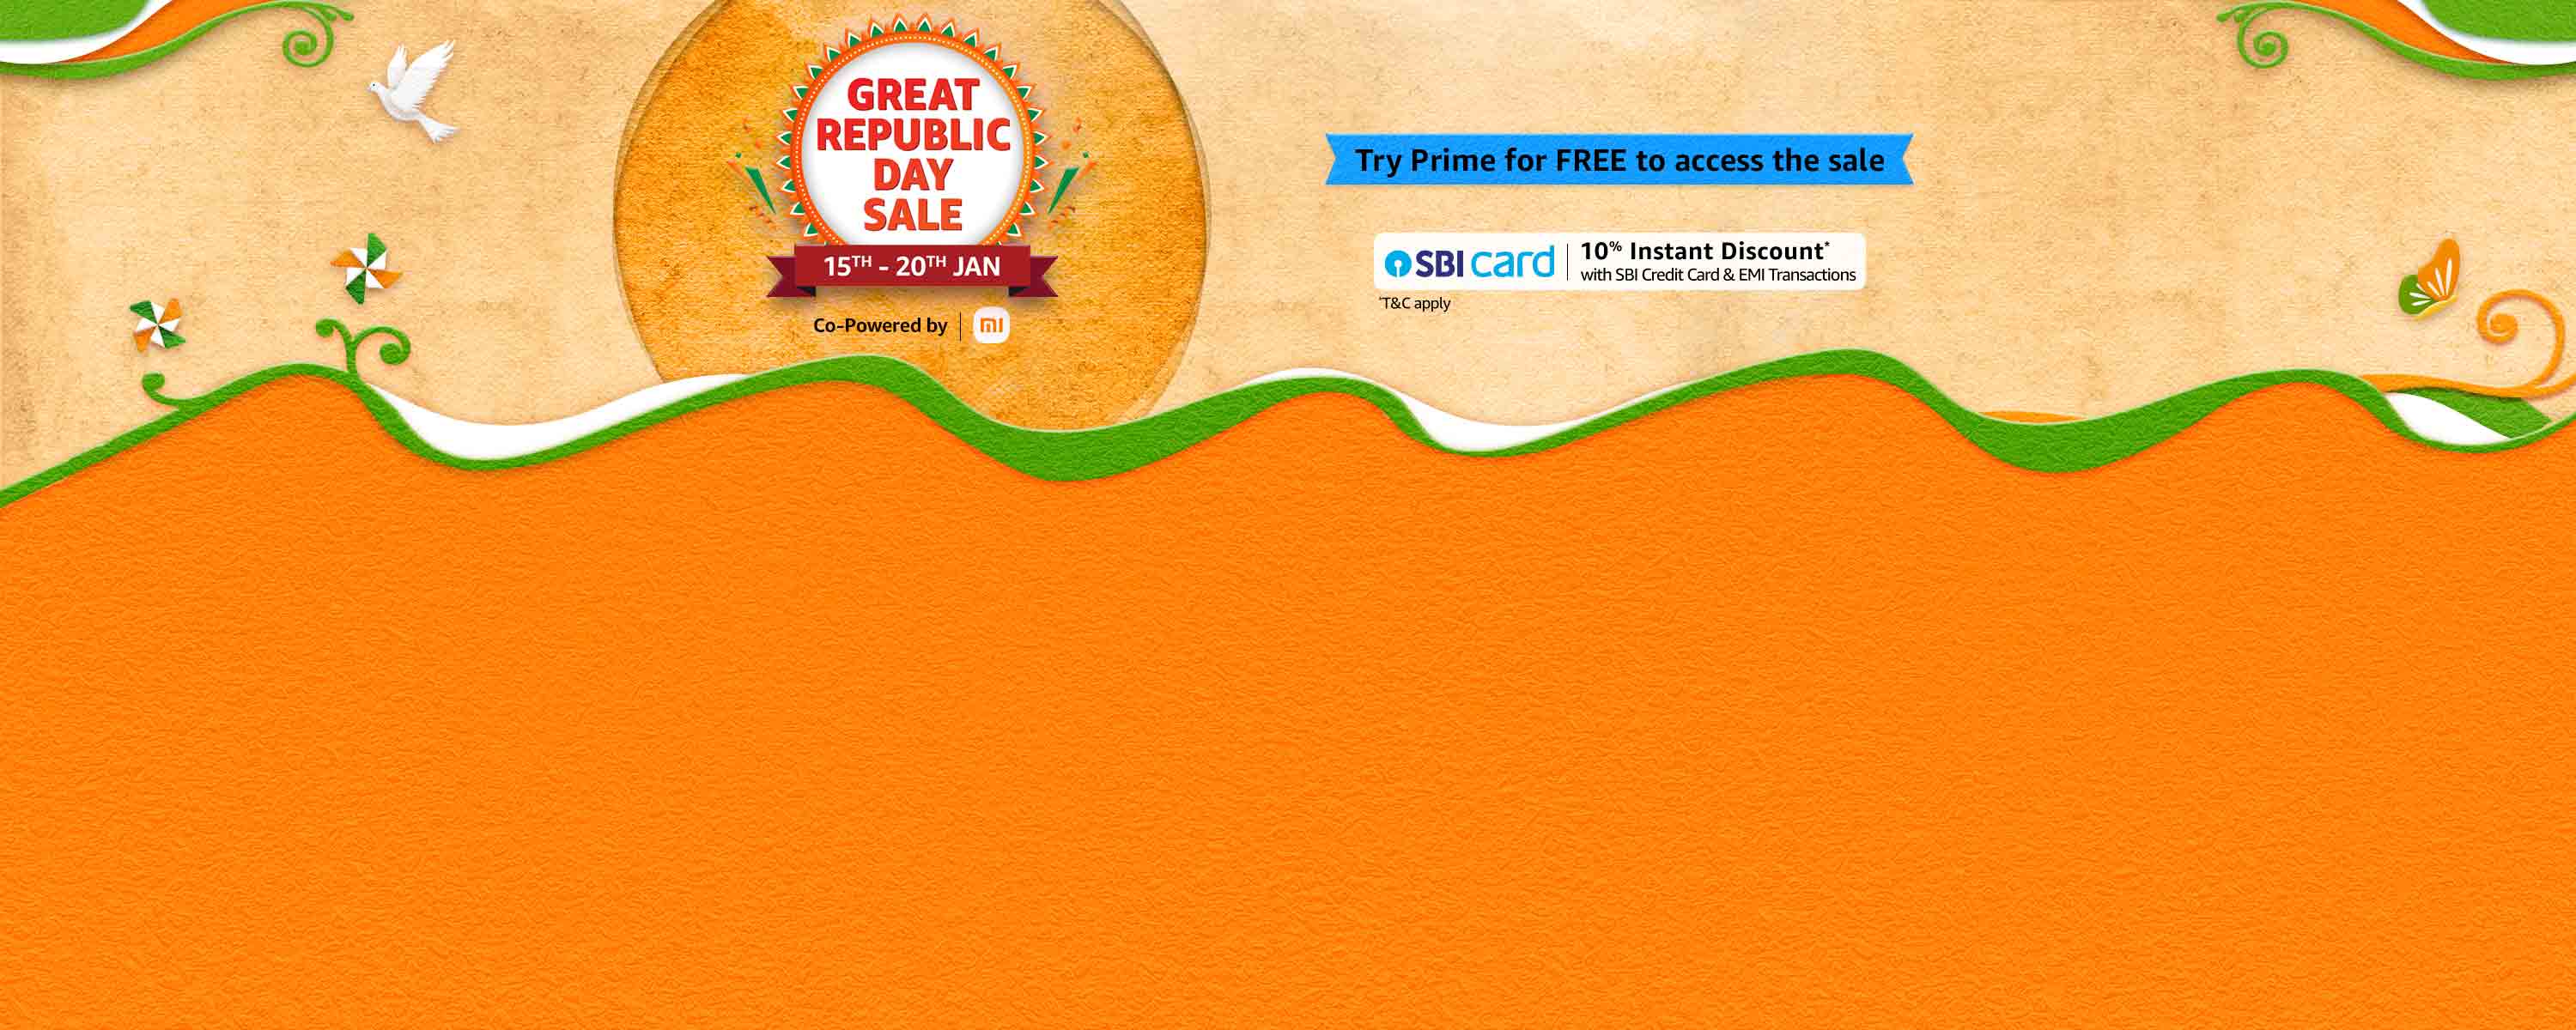 GREAT
REPUBLIC
DAY
SALE
15TH - 20TH JAN
Co-Powered by
mi
Try Prime for FREE to access the sale
SBI card
10% Instant Discount*
with SBI Credit Card & EMI Transactions
*T&C apply